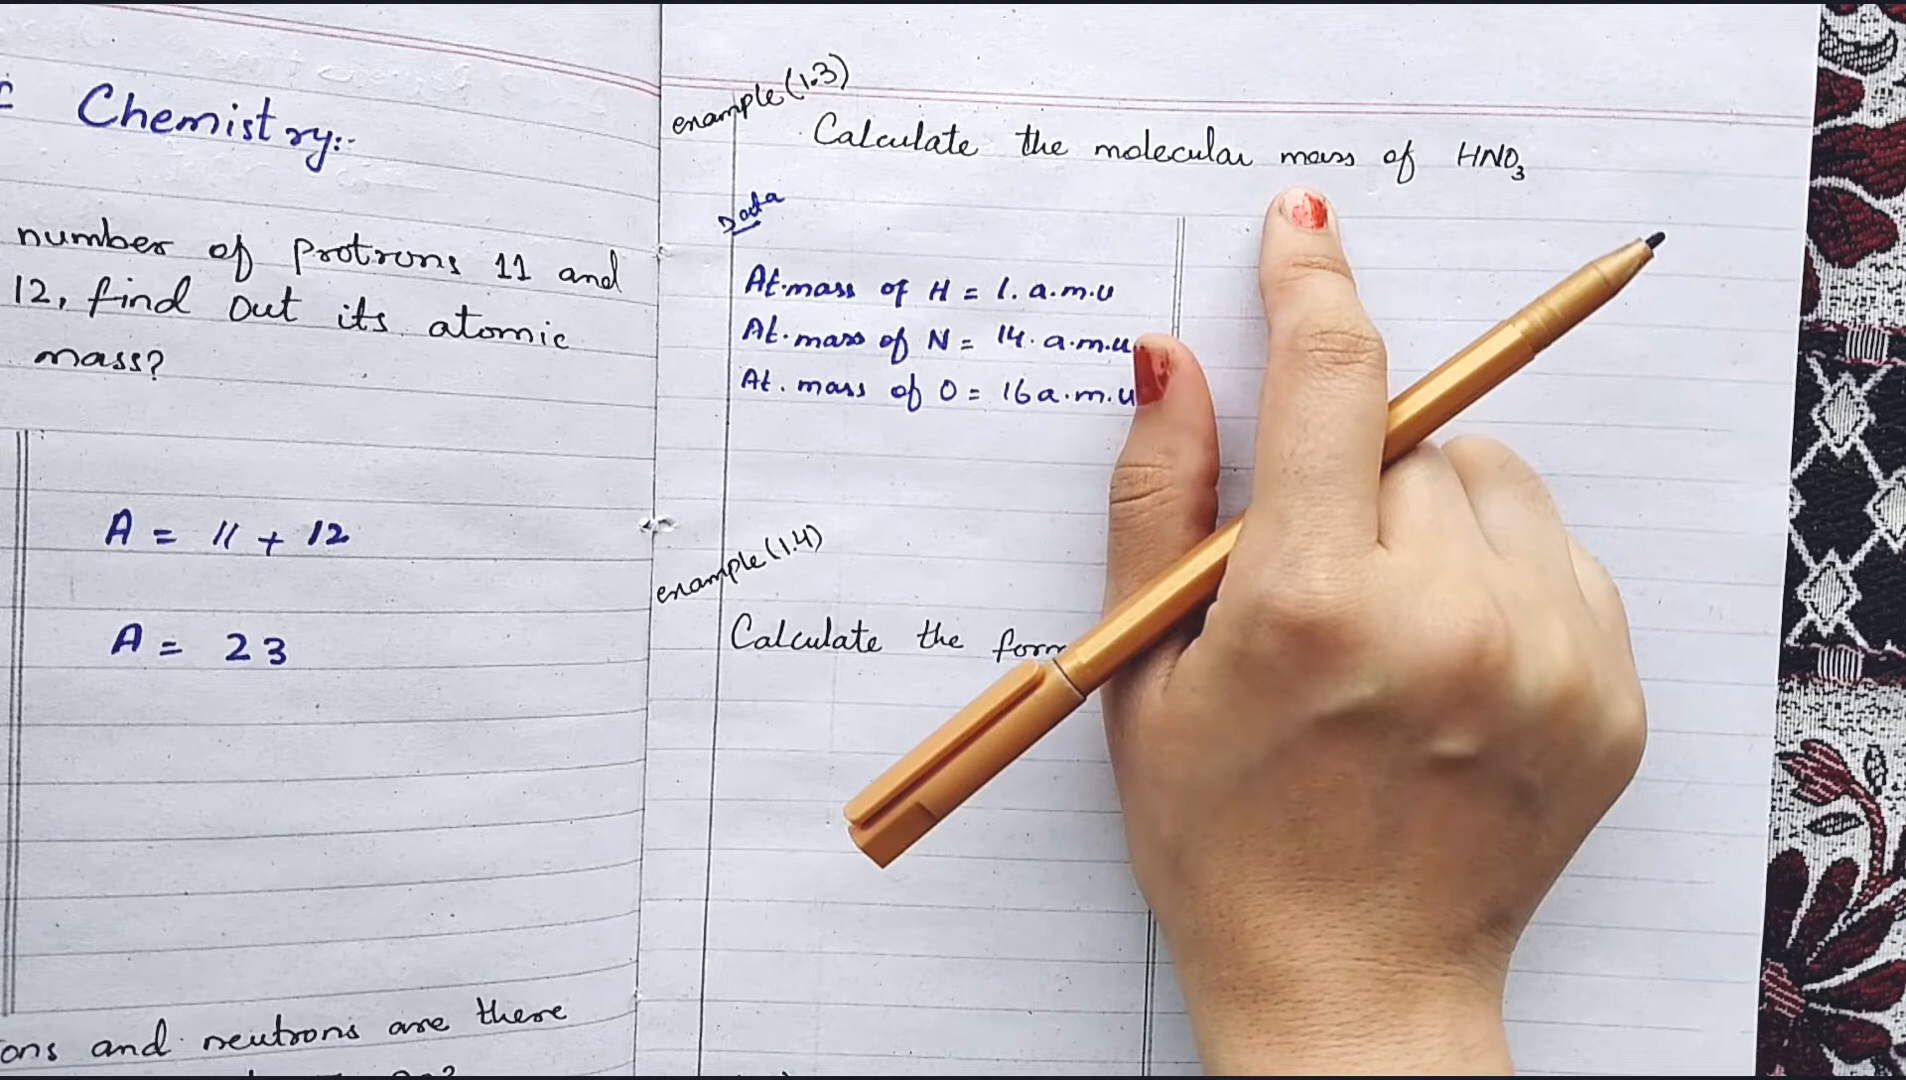 Chemistry:-
number of Protrons 11 and
12, find out its atomic
mass?
A = 11 + 12
A = 23
ons and neutrons are there
example (1.3)
Calculate the molecular mass of HNO3
Data
At.mass of H = 1. a.m.u
At.mass of N = 14. a.m.u
At. mass of O = 16 a.m.u
example (1.4)
Calculate the form